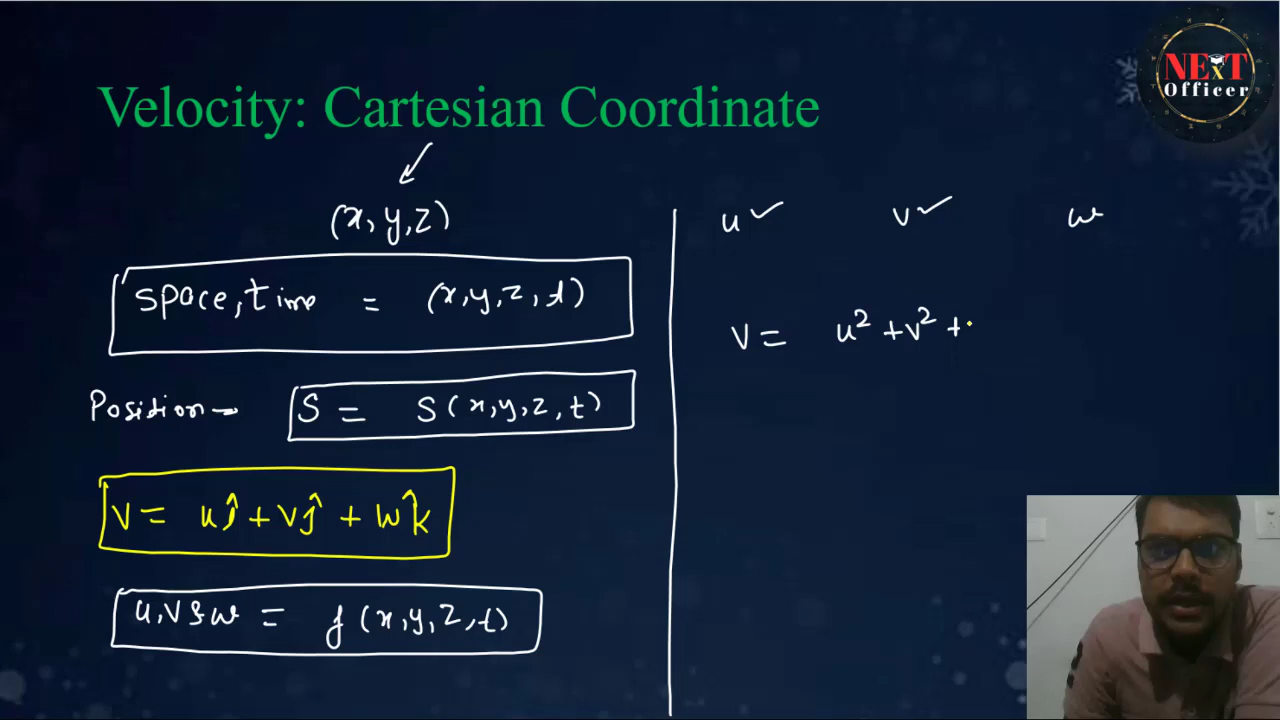 NEXT
Officer
Velocity: Cartesian Coordinate
(x, y, z)
space, time = (x, y, z, t)
Position – S = S(x, y, z, t)
V = uî + vĵ + wk̂
u, v & w = f(x, y, z, t)
u✓ v✓ w
V = u² + v² +